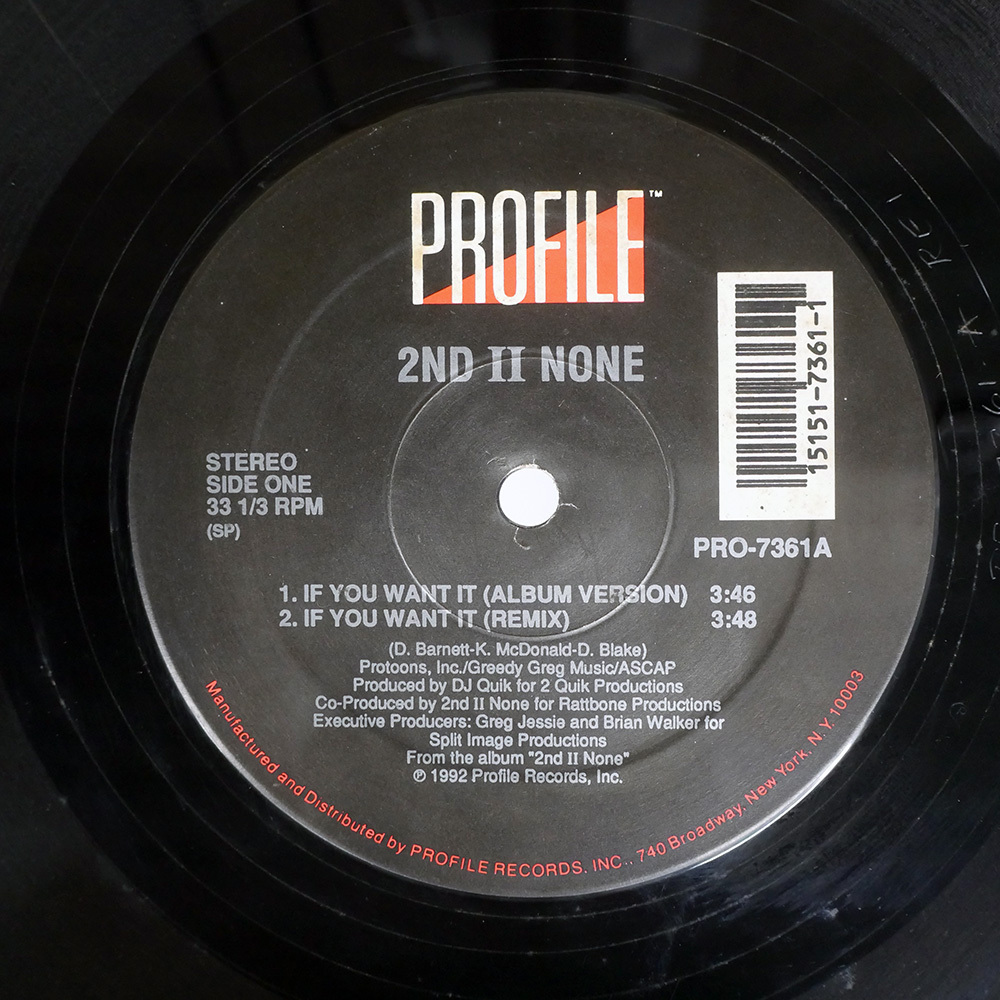 PROFILE™
2ND II NONE
15151-7361-1
STEREO
SIDE ONE
33 1/3 RPM
(SP)
PRO-7361A
1. IF YOU WANT IT (ALBUM VERSION) 3:46
2. IF YOU WANT IT (REMIX) 3:48
(D. Barnett-K. McDonald-D. Blake)
Protoons, Inc./Greedy Greg Music/ASCAP
Produced by DJ Quik for 2 Quik Productions
Co-Produced by 2nd II None for Rattbone Productions
Executive Producers: Greg Jessie and Brian Walker for
Split Image Productions
From the album "2nd II None"
℗ 1992 Profile Records, Inc.
Manufactured and Distributed by PROFILE RECORDS, INC., 740 Broadway, New York, N.Y. 10003